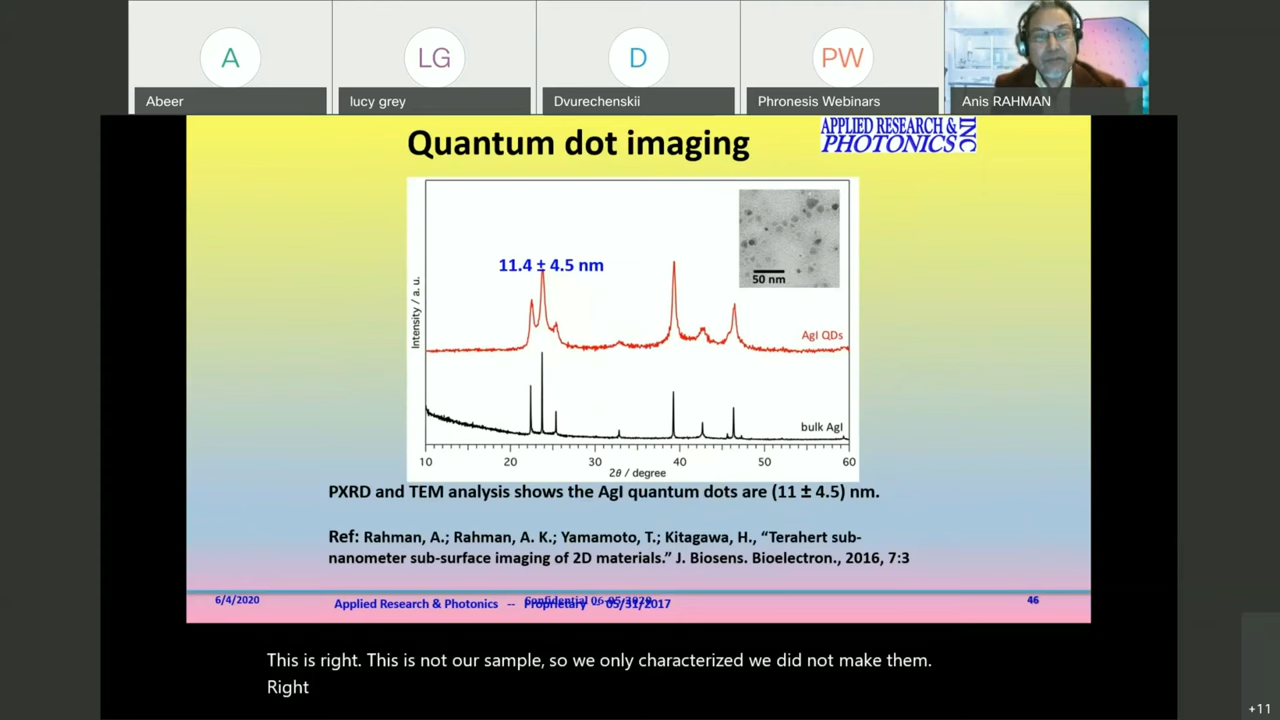 A
LG
D
PW
Abeer
lucy grey
Dvurechenskii
Phronesis Webinars
Anis RAHMAN
Quantum dot imaging
APPLIED RESEARCH &
PHOTONICS
INC
11.4 ± 4.5 nm
50 nm
Intensity / a. u.
AgI QDs
bulk AgI
10 20 30 40 50 60
2θ / degree
PXRD and TEM analysis shows the AgI quantum dots are (11 ± 4.5) nm.
Ref: Rahman, A.; Rahman, A. K.; Yamamoto, T.; Kitagawa, H., “Terahert sub-
nanometer sub-surface imaging of 2D materials.” J. Biosens. Bioelectron., 2016, 7:3
6/4/2020
Confidential 06-05/2020
Applied Research & Photonics -- Proprietary -- 05/31/2017
46
This is right. This is not our sample, so we only characterized we did not make them.
Right
+11